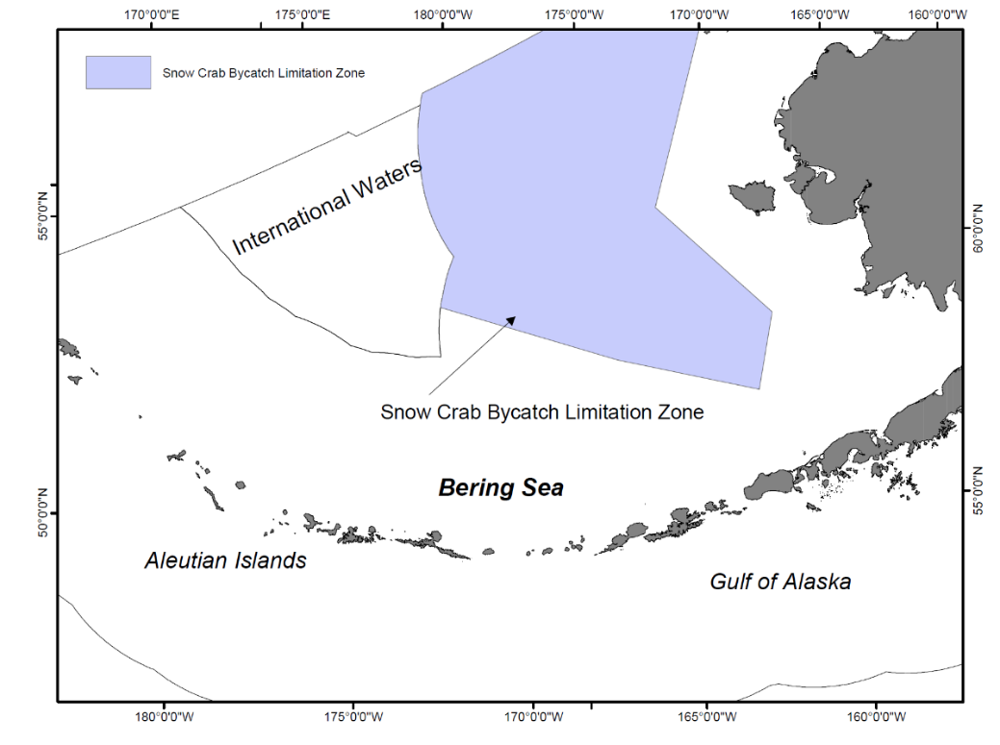 170°0'0"E 175°0'0"E 180°0'0"W 175°0'0"W 170°0'0"W 165°0'0"W 160°0'0"W
Snow Crab Bycatch Limitation Zone
International Waters
55°0'0"N
60°0'0"N
Snow Crab Bycatch Limitation Zone
Bering Sea
50°0'0"N
55°0'0"N
Aleutian Islands
Gulf of Alaska
180°0'0"W 175°0'0"W 170°0'0"W 165°0'0"W 160°0'0"W